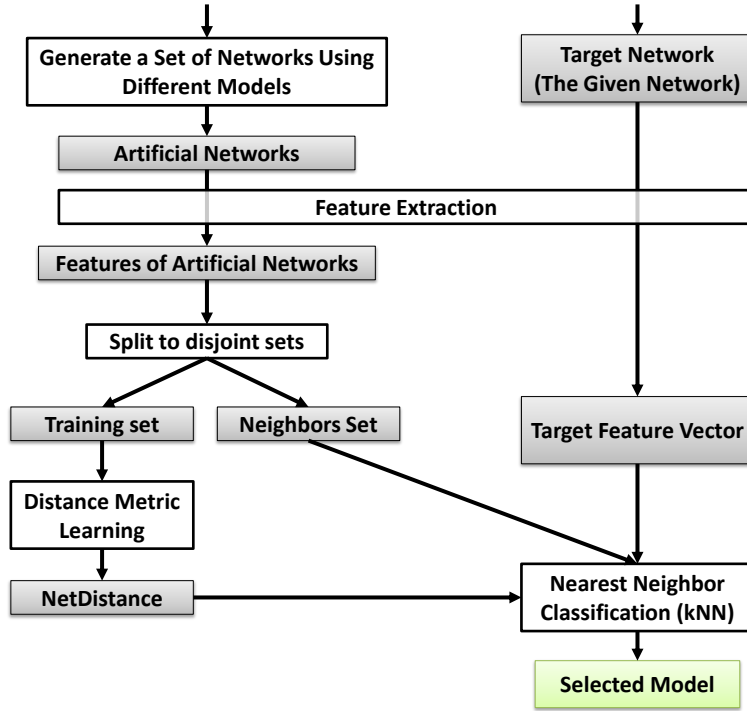 Generate a Set of Networks Using
Different Models
Target Network
(The Given Network)
Artificial Networks
Feature Extraction
Features of Artificial Networks
Split to disjoint sets
Training set
Neighbors Set
Target Feature Vector
Distance Metric
Learning
NetDistance
Nearest Neighbor
Classification (kNN)
Selected Model